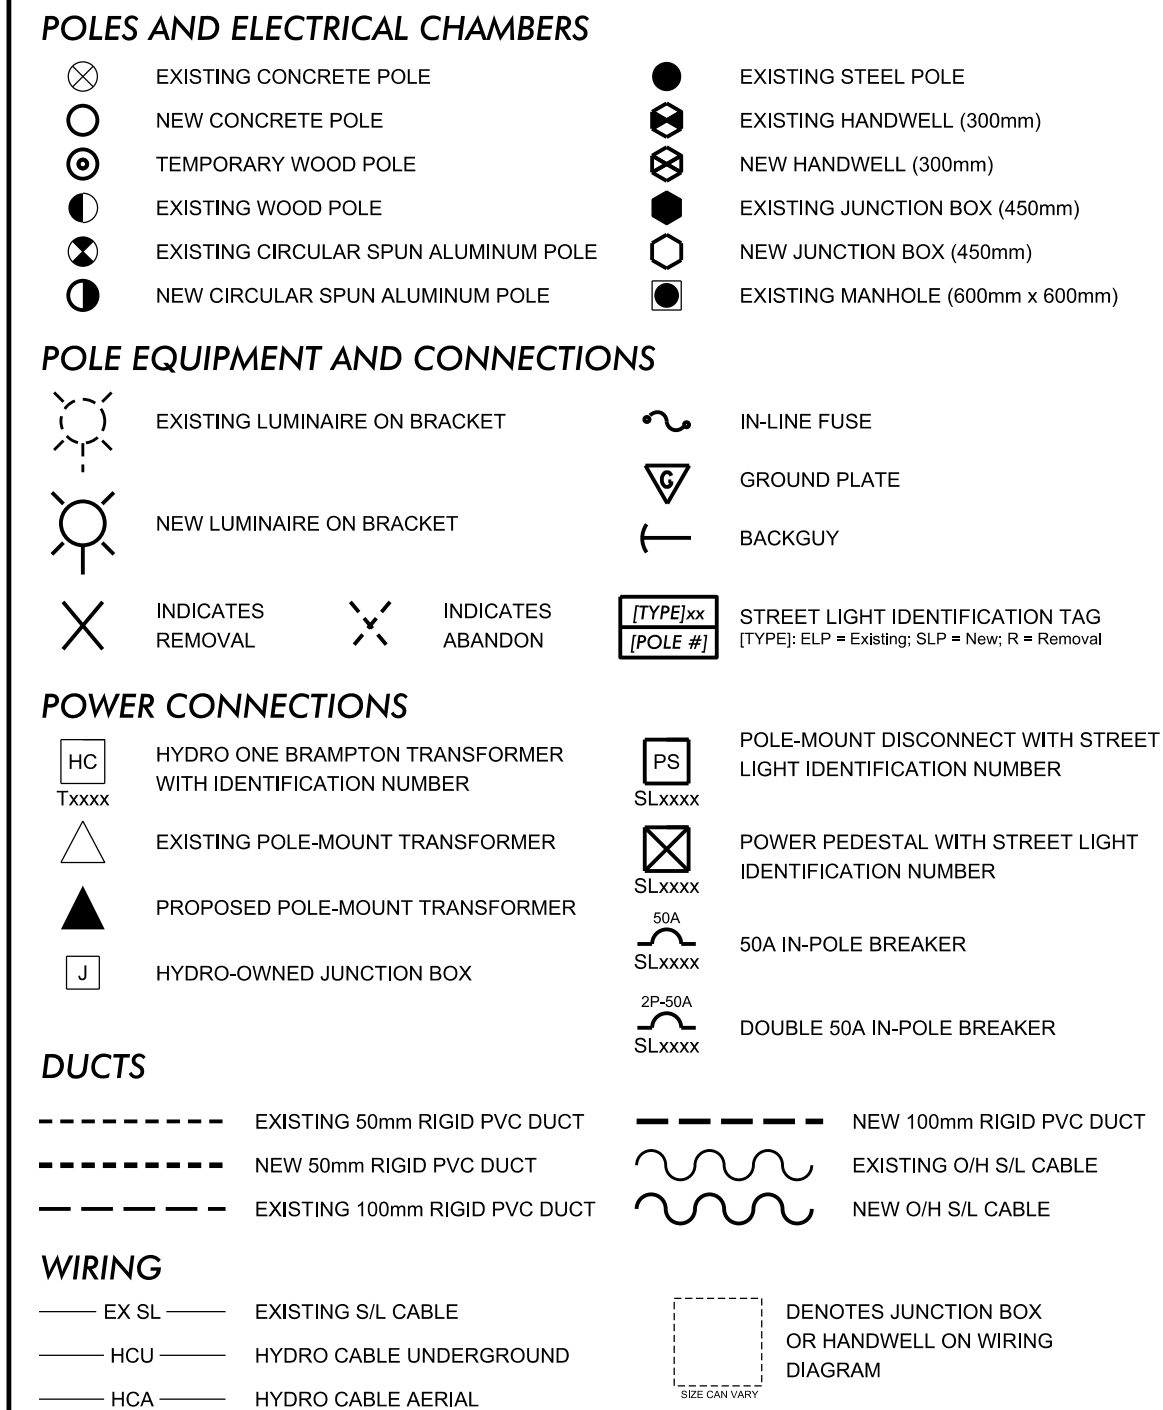 POLES AND ELECTRICAL CHAMBERS
EXISTING CONCRETE POLE
NEW CONCRETE POLE
TEMPORARY WOOD POLE
EXISTING WOOD POLE
EXISTING CIRCULAR SPUN ALUMINUM POLE
NEW CIRCULAR SPUN ALUMINUM POLE
EXISTING STEEL POLE
EXISTING HANDWELL (300mm)
NEW HANDWELL (300mm)
EXISTING JUNCTION BOX (450mm)
NEW JUNCTION BOX (450mm)
EXISTING MANHOLE (600mm x 600mm)
POLE EQUIPMENT AND CONNECTIONS
EXISTING LUMINAIRE ON BRACKET
NEW LUMINAIRE ON BRACKET
INDICATES
REMOVAL
INDICATES
ABANDON
IN-LINE FUSE
G
GROUND PLATE
BACKGUY
[TYPE]xx
[POLE #]
STREET LIGHT IDENTIFICATION TAG
[TYPE]: ELP = Existing; SLP = New; R = Removal
POWER CONNECTIONS
HC
Txxxx
HYDRO ONE BRAMPTON TRANSFORMER
WITH IDENTIFICATION NUMBER
EXISTING POLE-MOUNT TRANSFORMER
PROPOSED POLE-MOUNT TRANSFORMER
J
HYDRO-OWNED JUNCTION BOX
PS
SLxxxx
POLE-MOUNT DISCONNECT WITH STREET
LIGHT IDENTIFICATION NUMBER
SLxxxx
POWER PEDESTAL WITH STREET LIGHT
IDENTIFICATION NUMBER
50A
SLxxxx
50A IN-POLE BREAKER
2P-50A
SLxxxx
DOUBLE 50A IN-POLE BREAKER
DUCTS
EXISTING 50mm RIGID PVC DUCT
NEW 50mm RIGID PVC DUCT
EXISTING 100mm RIGID PVC DUCT
NEW 100mm RIGID PVC DUCT
EXISTING O/H S/L CABLE
NEW O/H S/L CABLE
WIRING
EX SL
EXISTING S/L CABLE
HCU
HYDRO CABLE UNDERGROUND
HCA
HYDRO CABLE AERIAL
SIZE CAN VARY
DENOTES JUNCTION BOX
OR HANDWELL ON WIRING
DIAGRAM